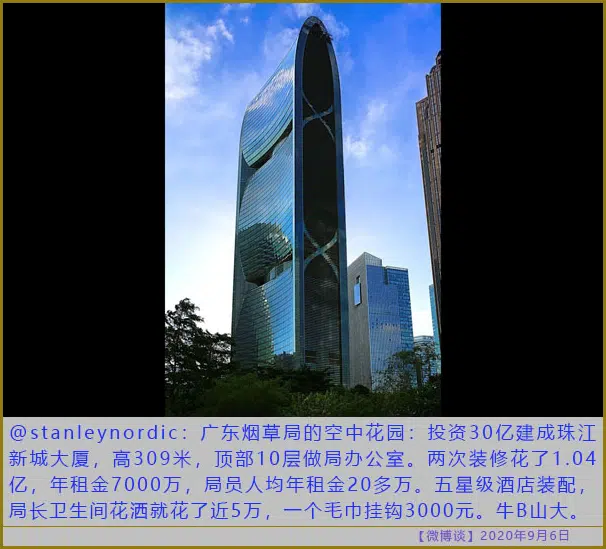 @stanleynordic：广东烟草局的空中花园：投资30亿建成珠江
新城大厦，高309米，顶部10层做局办公室。两次装修花了1.04
亿，年租金7000万，局员人均年租金20多万。五星级酒店装配，
局长卫生间花洒就花了近5万，一个毛巾挂钩3000元。牛B山大。
【微博谈】2020年9月6日